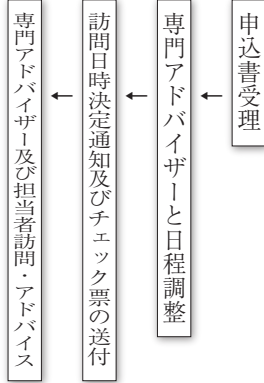 申込書受理
専門アドバイザーと日程調整
訪問日時決定通知及びチェック票の送付
専門アドバイザー及び担当者訪問・アドバイス